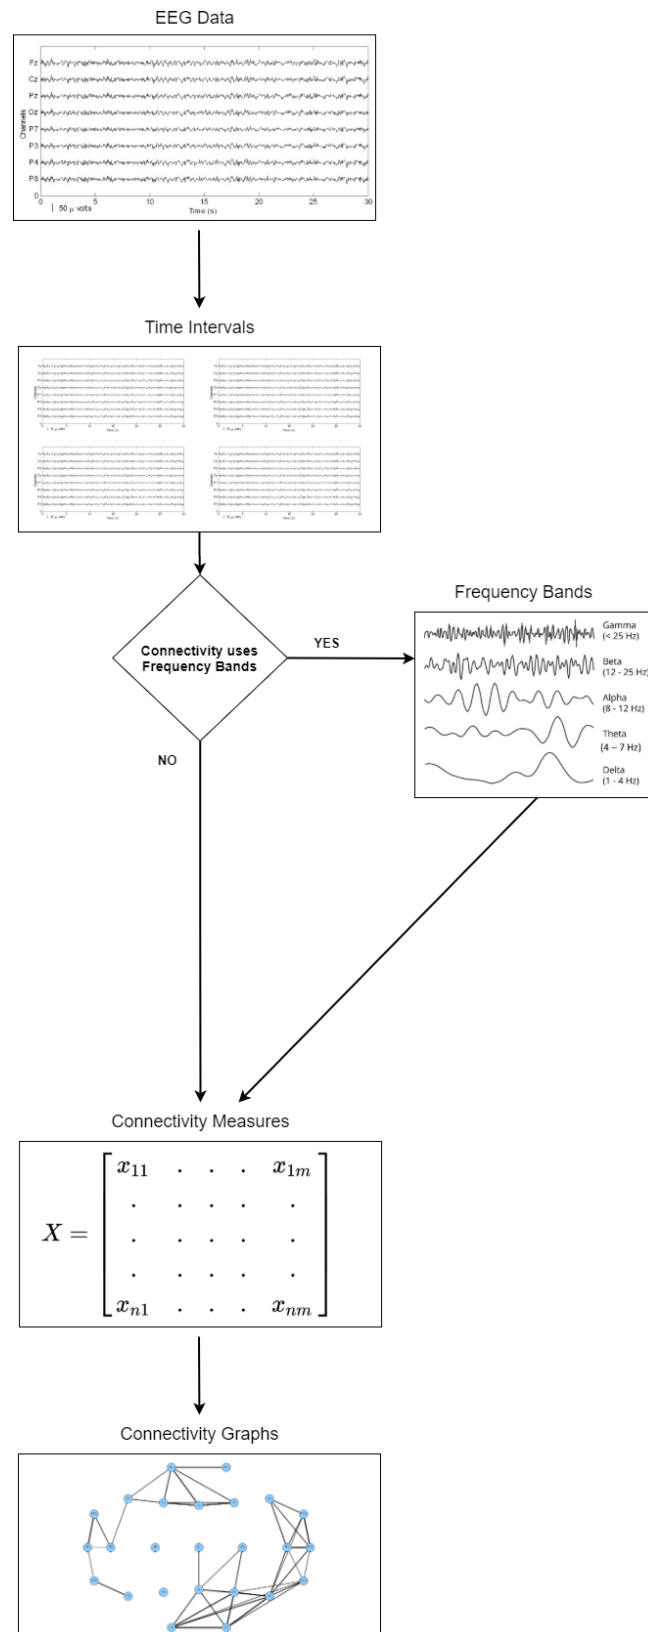 EEG Data
Fz
Cz
Pz
Oz
P7
P3
P4
P8
Channels
0
0 5 10 15 20 25 30
50 μ volts
Time (s)
Time Intervals
Connectivity uses
Frequency Bands
YES
NO
Frequency Bands
Gamma
(< 25 Hz)
Beta
(12 - 25 Hz)
Alpha
(8 - 12 Hz)
Theta
(4 – 7 Hz)
Delta
(1 - 4 Hz)
Connectivity Measures
x11 . . . x1m
. . . . .
X = . . . . .
. . . . .
xn1 . . . xnm
Connectivity Graphs